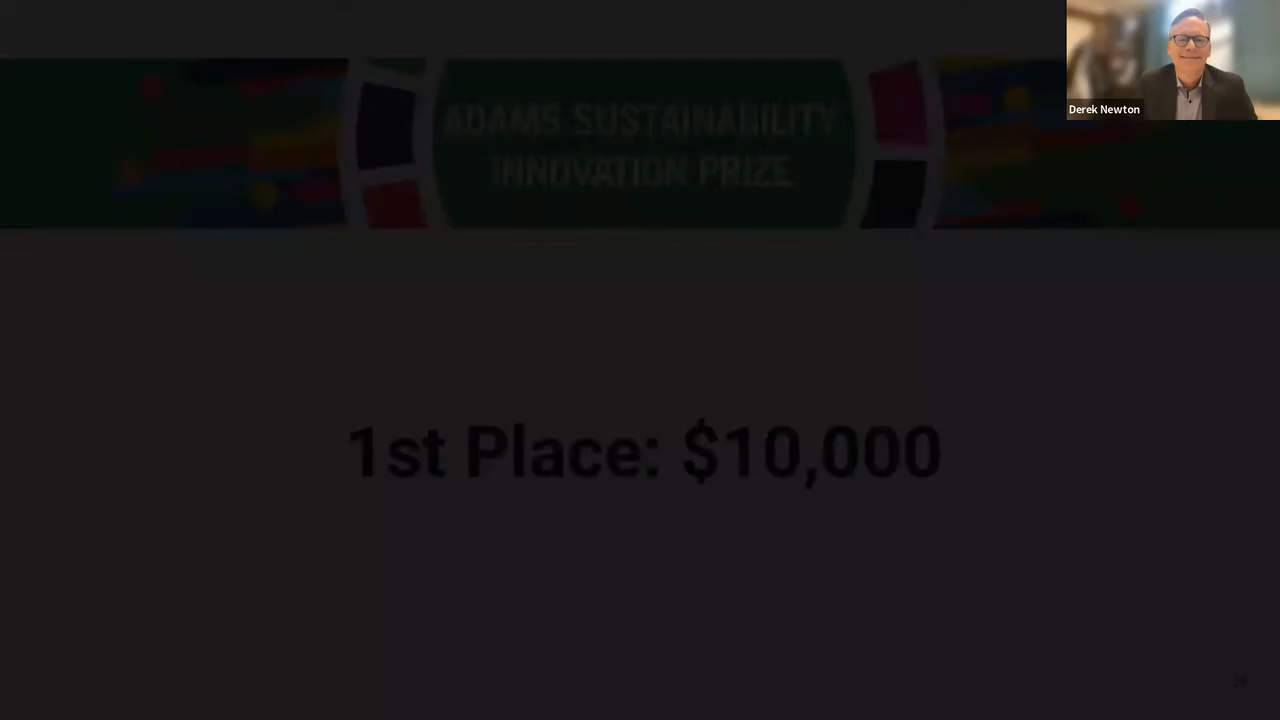 ADAMS SUSTAINABILITY
INNOVATION PRIZE
Derek Newton
1st Place: $10,000